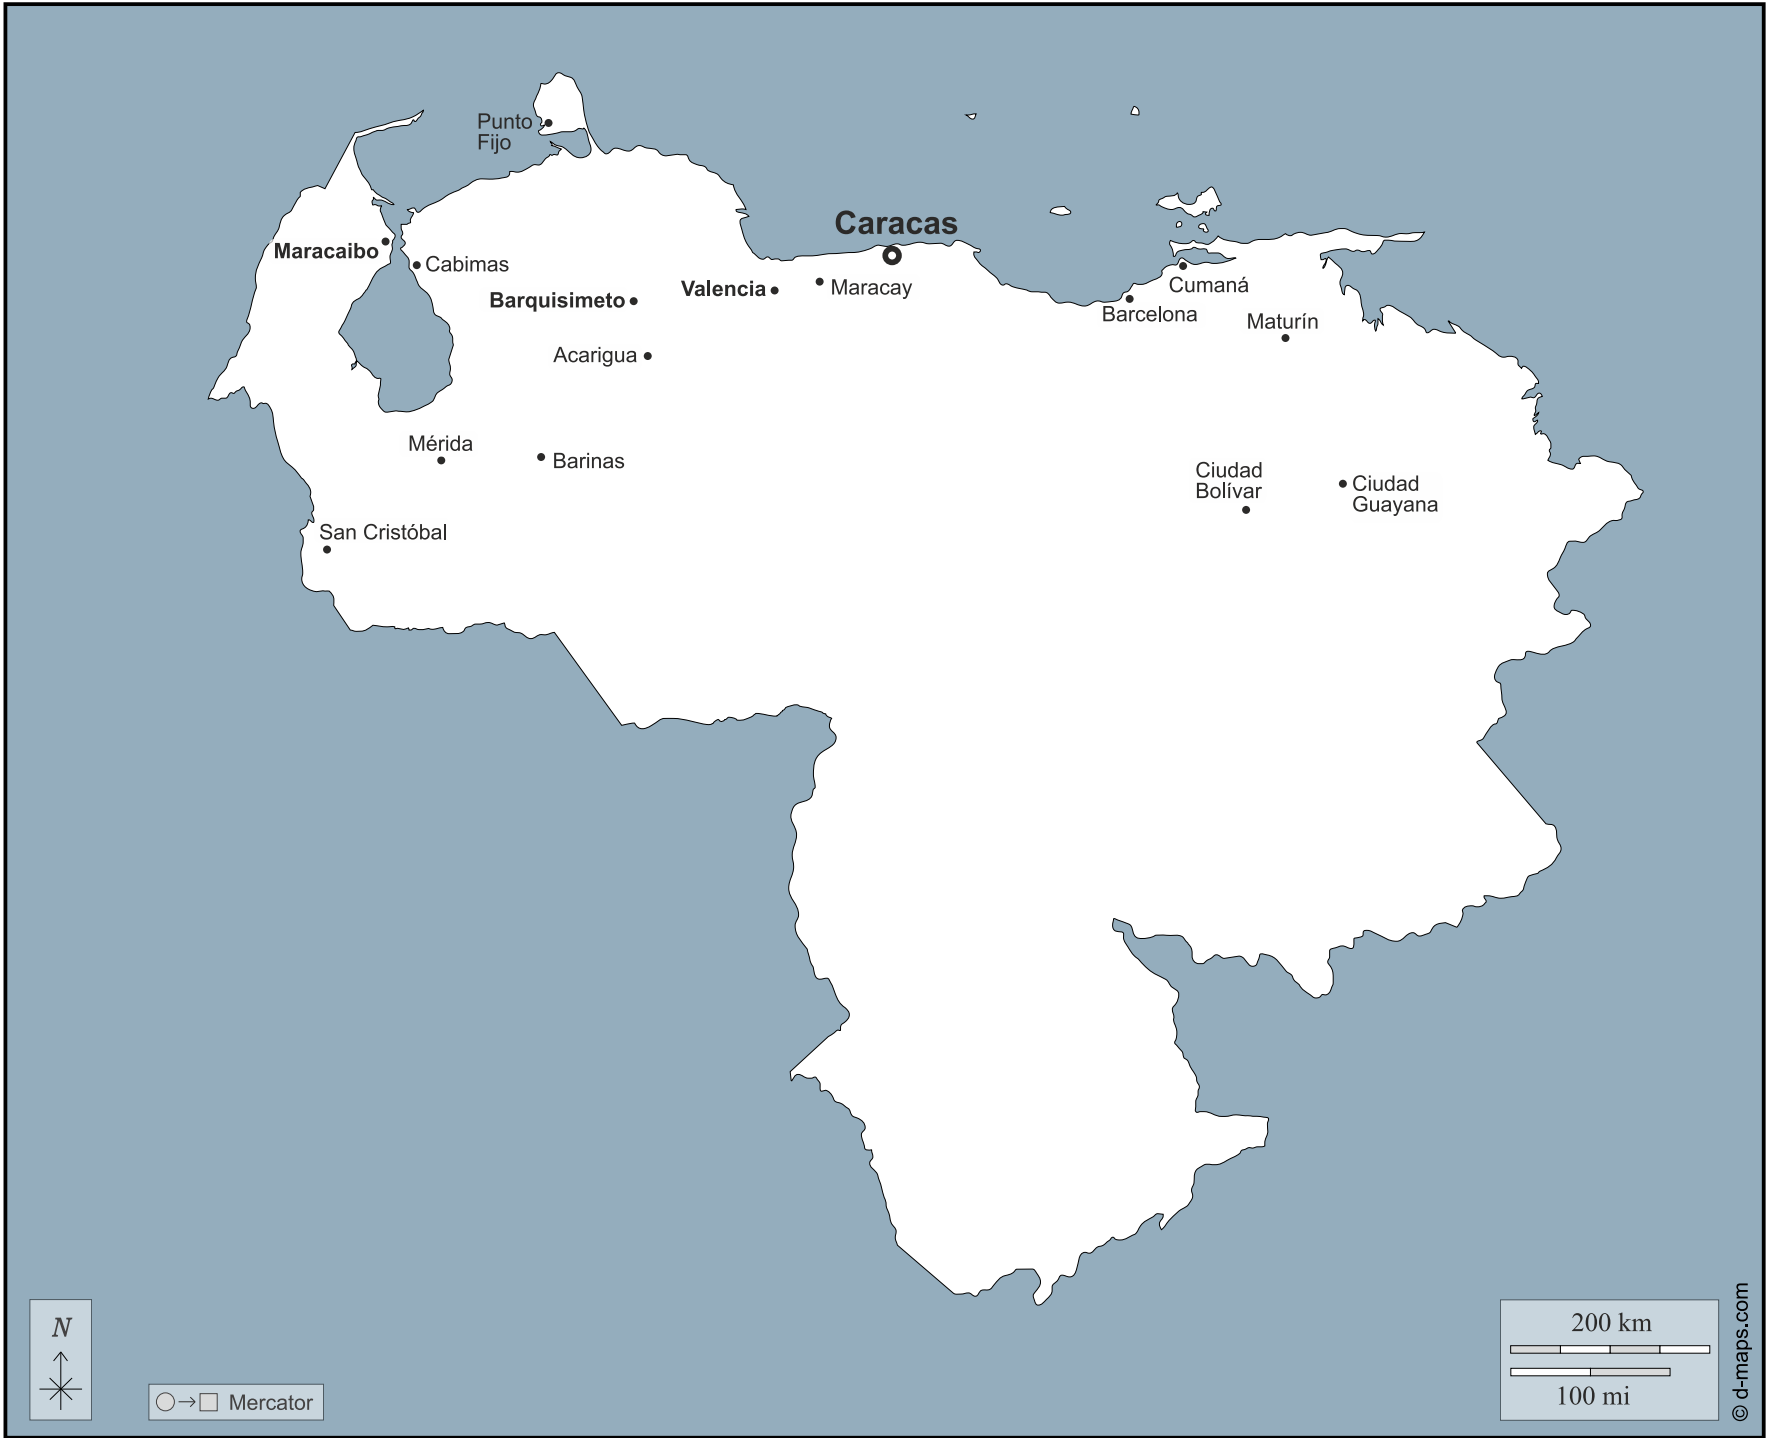 Punto
Fijo
Caracas
Maracaibo
Cabimas
Barquisimeto
Valencia
Maracay
Cumaná
Barcelona
Maturín
Acarigua
Mérida
Barinas
Ciudad
Bolívar
Ciudad
Guayana
San Cristóbal
N
Mercator
200 km
100 mi
© d-maps.com